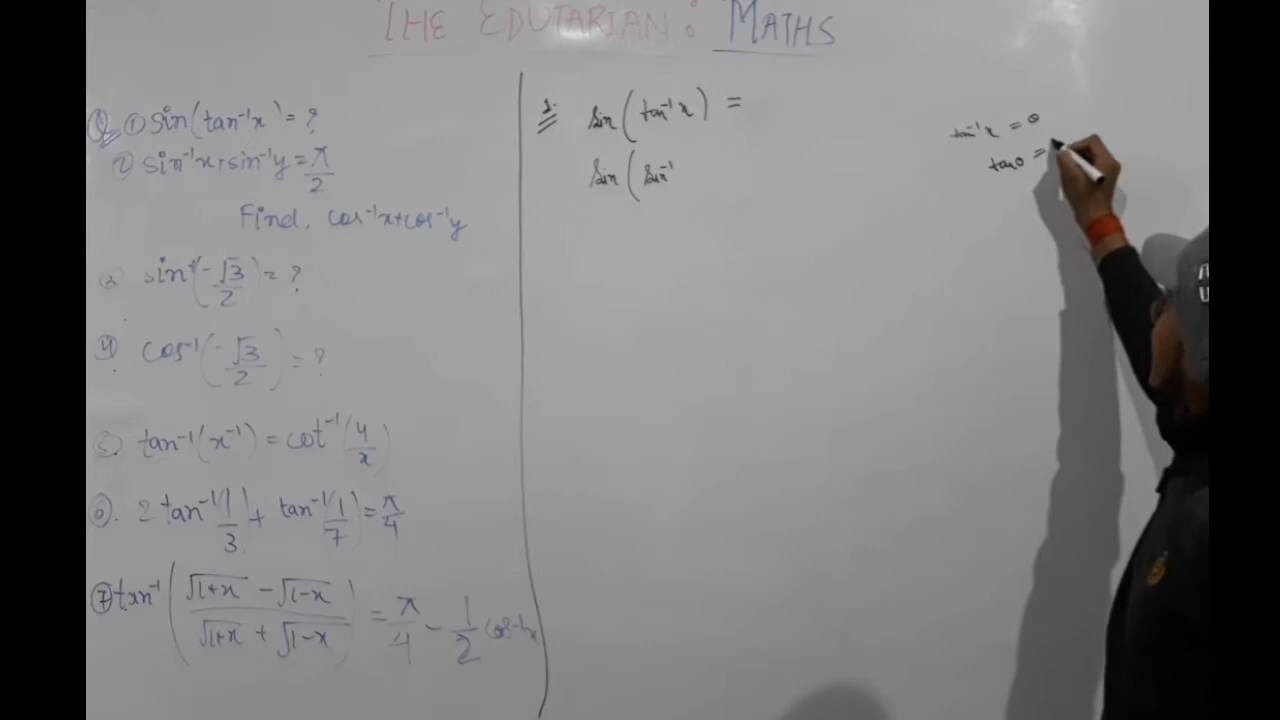 THE EDUTARIAN : MATHS
Q ① sin(tan⁻¹x) = ?
② sin⁻¹x + sin⁻¹y = π/2
Find, cos⁻¹x + cos⁻¹y
③ sin⁻¹(-√3/2) = ?
④ cos⁻¹(-√3/2) = ?
⑤ tan⁻¹(x⁻¹) = cot⁻¹(4/x)
⑥. 2 tan⁻¹(1/3) + tan⁻¹(1/7) = π/4
⑦ tan⁻¹((√1+x - √1-x)/(√1+x + √1-x)) = π/4 - 1/2 cos⁻¹x
1. sin(tan⁻¹x) =
sin(sin⁻¹
tan⁻¹x = θ
tanθ =